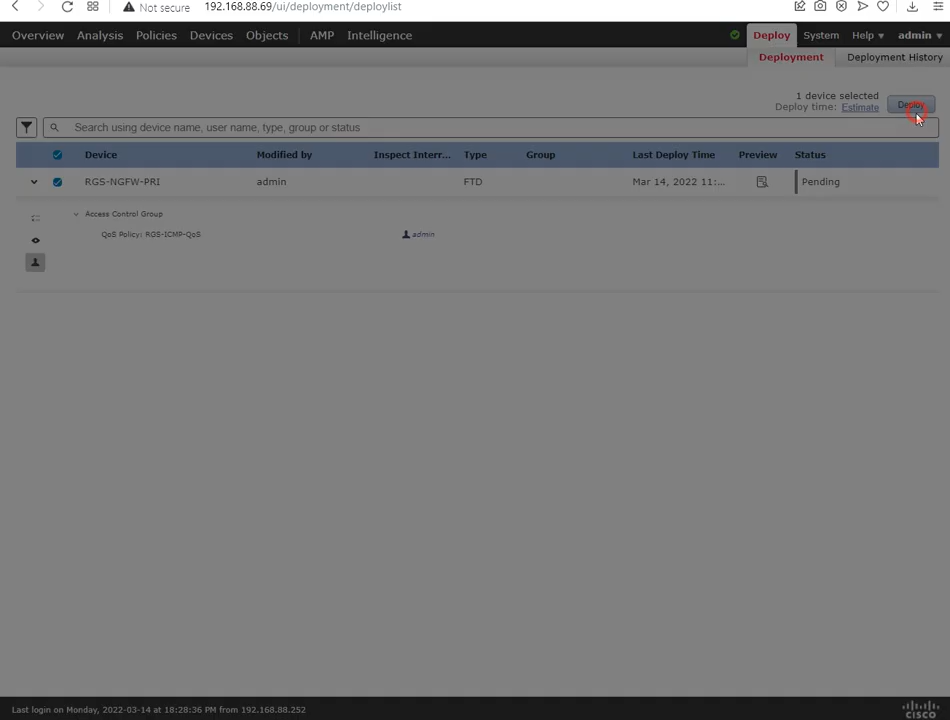 Not secure 192.168.88.69/ui/deployment/deploylist
Overview Analysis Policies Devices Objects AMP Intelligence Deploy System Help admin
Deployment Deployment History
1 device selected
Deploy time: Estimate Deploy
Search using device name, user name, type, group or status
Device Modified by Inspect Interr... Type Group Last Deploy Time Preview Status
RGS-NGFW-PRI admin FTD Mar 14, 2022 11:... Pending
Access Control Group
QoS Policy: RGS-ICMP-QoS admin
Last login on Monday, 2022-03-14 at 18:28:36 PM from 192.168.88.252
CISCO